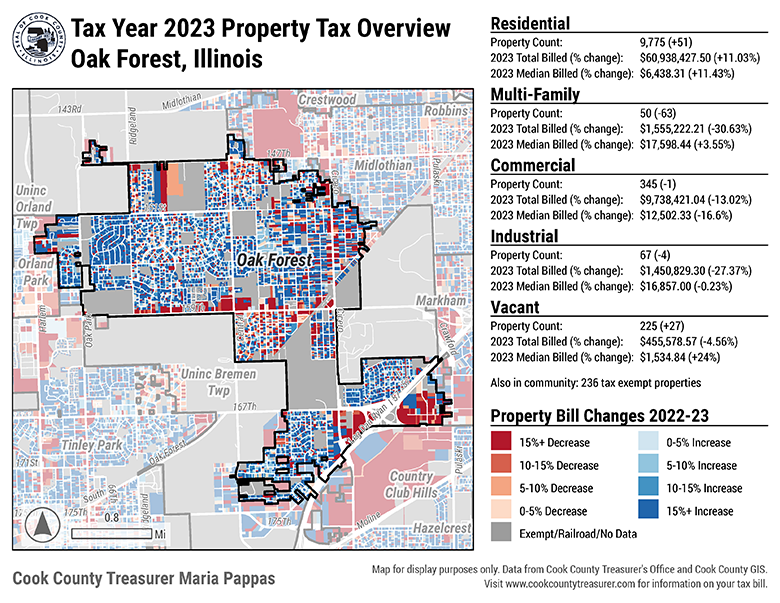 Tax Year 2023 Property Tax Overview
Oak Forest, Illinois
SEAL OF COOK COUNTY
ILLINOIS
Residential
Property Count: 9,775 (+51)
2023 Total Billed (% change): $60,938,427.50 (+11.03%)
2023 Median Billed (% change): $6,438.31 (+11.43%)
Multi-Family
Property Count: 50 (-63)
2023 Total Billed (% change): $1,555,222.21 (-30.63%)
2023 Median Billed (% change): $17,598.44 (+3.55%)
Commercial
Property Count: 345 (-1)
2023 Total Billed (% change): $9,738,421.04 (-13.02%)
2023 Median Billed (% change): $12,502.33 (-16.6%)
Industrial
Property Count: 67 (-4)
2023 Total Billed (% change): $1,450,829.30 (-27.37%)
2023 Median Billed (% change): $16,857.00 (-0.23%)
Vacant
Property Count: 225 (+27)
2023 Total Billed (% change): $455,578.57 (-4.56%)
2023 Median Billed (% change): $1,534.84 (+24%)
Also in community: 236 tax exempt properties
Property Bill Changes 2022-23
15%+ Decrease
0-5% Increase
10-15% Decrease
5-10% Increase
5-10% Decrease
10-15% Increase
0-5% Decrease
15%+ Increase
Exempt/Railroad/No Data
143Rd
Ridgeland
Midlothian
Crestwood
Robbins
147Th
Midlothian
Pulaski
Uninc
Orland
Twp
Oak Forest
Orland
Park
Harlem
Oak Park
Central
Cicero
Markham
Crawford
Uninc Bremen
Twp
167Th
Tinley Park
171St
Oak Forest
South
175Th
175Th
175Th
Country
Club Hills
Pulaski
Moline
Hazelcrest
0.8
Mi
Cook County Treasurer Maria Pappas
Map for display purposes only. Data from Cook County Treasurer's Office and Cook County GIS.
Visit www.cookcountytreasurer.com for information on your tax bill.